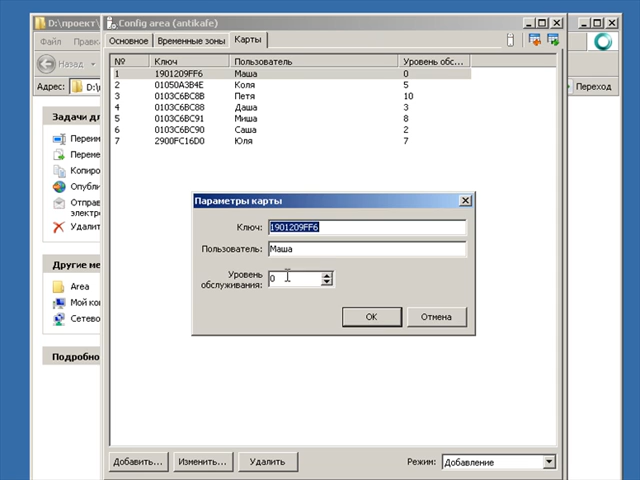 D:\проект\
Config area (antikafe)
Файл Правк
Основное Временные зоны Карты
Назад
Адрес: D:\п
Переход
№ Ключ Пользователь Уровень обс...
1 1901209FF6 Маша 0
2 01050A3B4E Коля 5
3 0103C6BC8B Петя 10
4 0103C6BC88 Даша 3
5 0103C6BC91 Миша 8
6 0103C6BC90 Саша 2
7 2900FC16D0 Юля 7
Задачи дл
Переим
Переме
Копиро
Опубли
Отправ
электро
Удалит
Другие ме
Area
Мой ко
Сетево
Подробно
Параметры карты
Ключ: 1901209FF6
Пользователь: Маша
Уровень
обслуживания: 0
ОК Отмена
Добавить... Изменить... Удалить Режим: Добавление